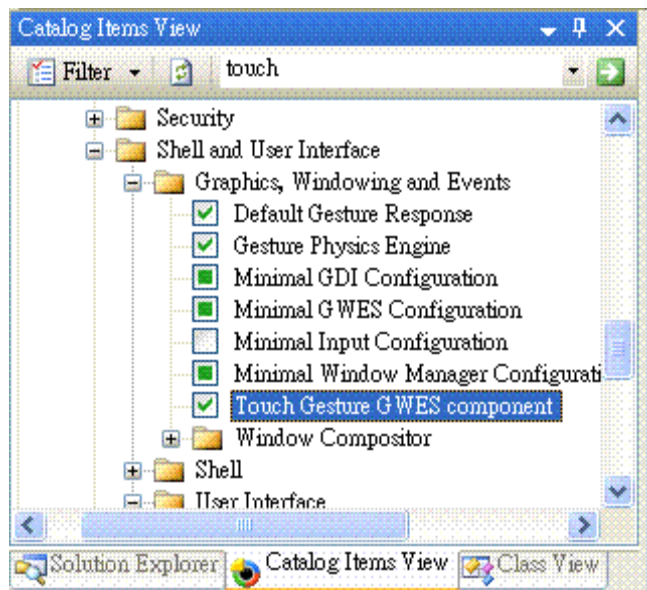 Catalog Items View
Filter touch
Security
Shell and User Interface
Graphics, Windowing and Events
Default Gesture Response
Gesture Physics Engine
Minimal GDI Configuration
Minimal GWES Configuration
Minimal Input Configuration
Minimal Window Manager Configurati
Touch Gesture GWES component
Window Compositor
Shell
User Interface
Solution Explorer Catalog Items View Class View